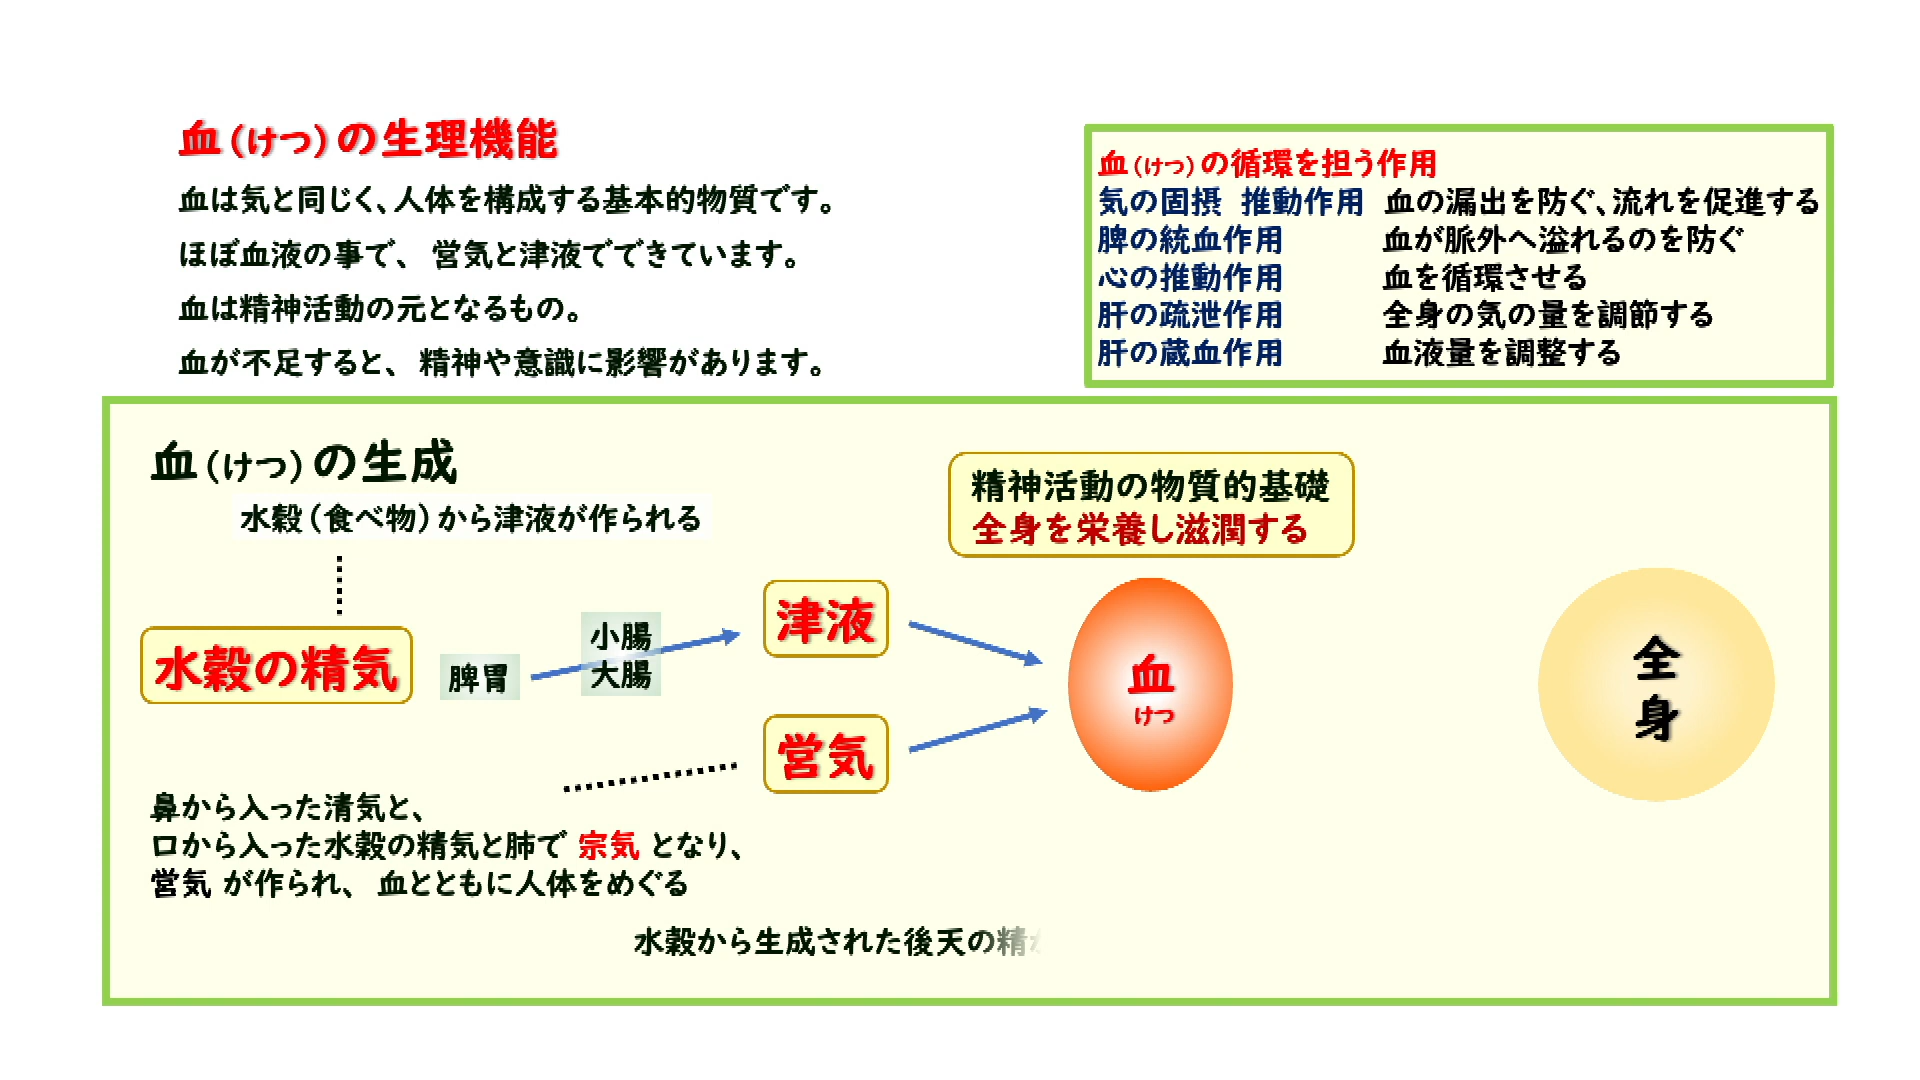 血(けつ)の生理機能
血は気と同じく、人体を構成する基本的物質です。
ほぼ血液の事で、営気と津液でできています。
血は精神活動の元となるもの。
血が不足すると、精神や意識に影響があります。
血(けつ)の循環を担う作用
気の固摂 推動作用 血の漏出を防ぐ、流れを促進する
脾の統血作用 血が脈外へ溢れるのを防ぐ
心の推動作用 血を循環させる
肝の疏泄作用 全身の気の量を調節する
肝の蔵血作用 血液量を調整する
血(けつ)の生成
水穀(食べ物)から津液が作られる
精神活動の物質的基礎
全身を栄養し滋潤する
水穀の精気
脾胃
小腸
大腸
津液
営気
血
けつ
全
身
鼻から入った清気と、
口から入った水穀の精気と肺で 宗気 となり、
営気 が作られ、血とともに人体をめぐる
水穀から生成された後天の精